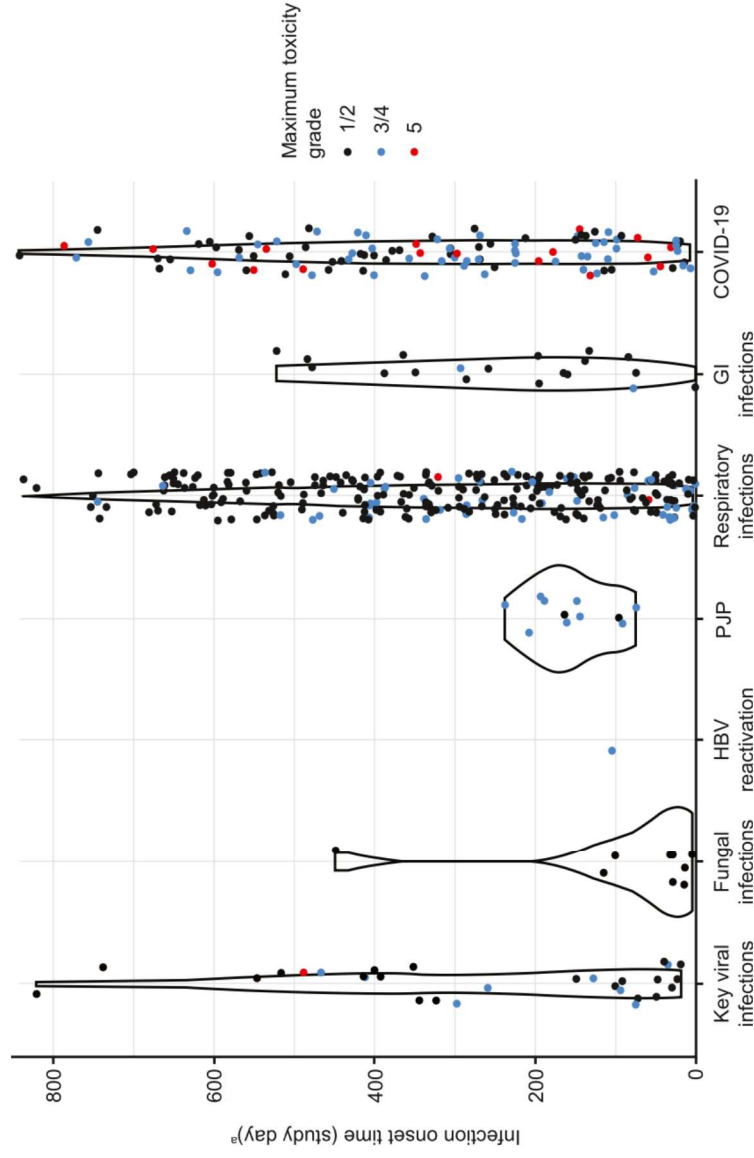 Infection onset time (study day)ᵃ
800
600
400
200
0
Key viral
infections
Fungal
infections
HBV
reactivation
PJP
Respiratory
infections
GI
infections
COVID-19
Maximum toxicity
grade
1/2
3/4
5